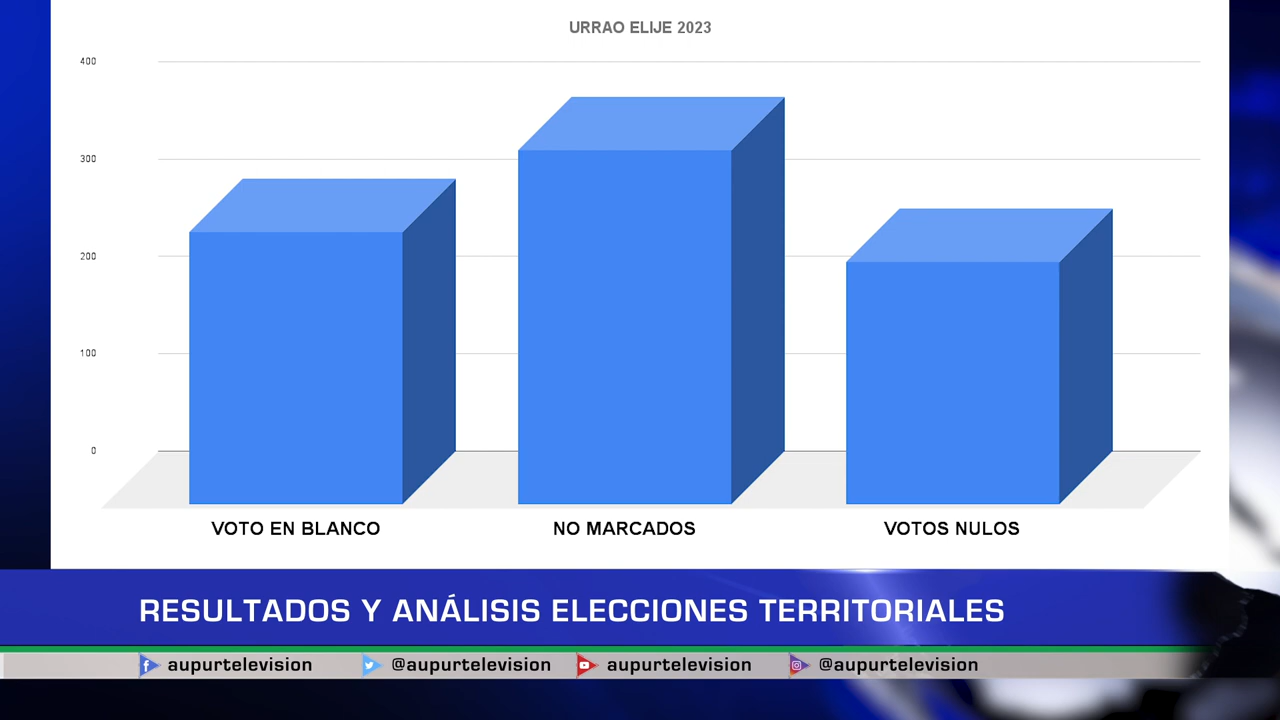 URRAO ELIJE 2023
400
300
200
100
0
VOTO EN BLANCO NO MARCADOS VOTOS NULOS
RESULTADOS Y ANÁLISIS ELECCIONES TERRITORIALES
aupurtelevision @aupurtelevision aupurtelevision @aupurtelevision